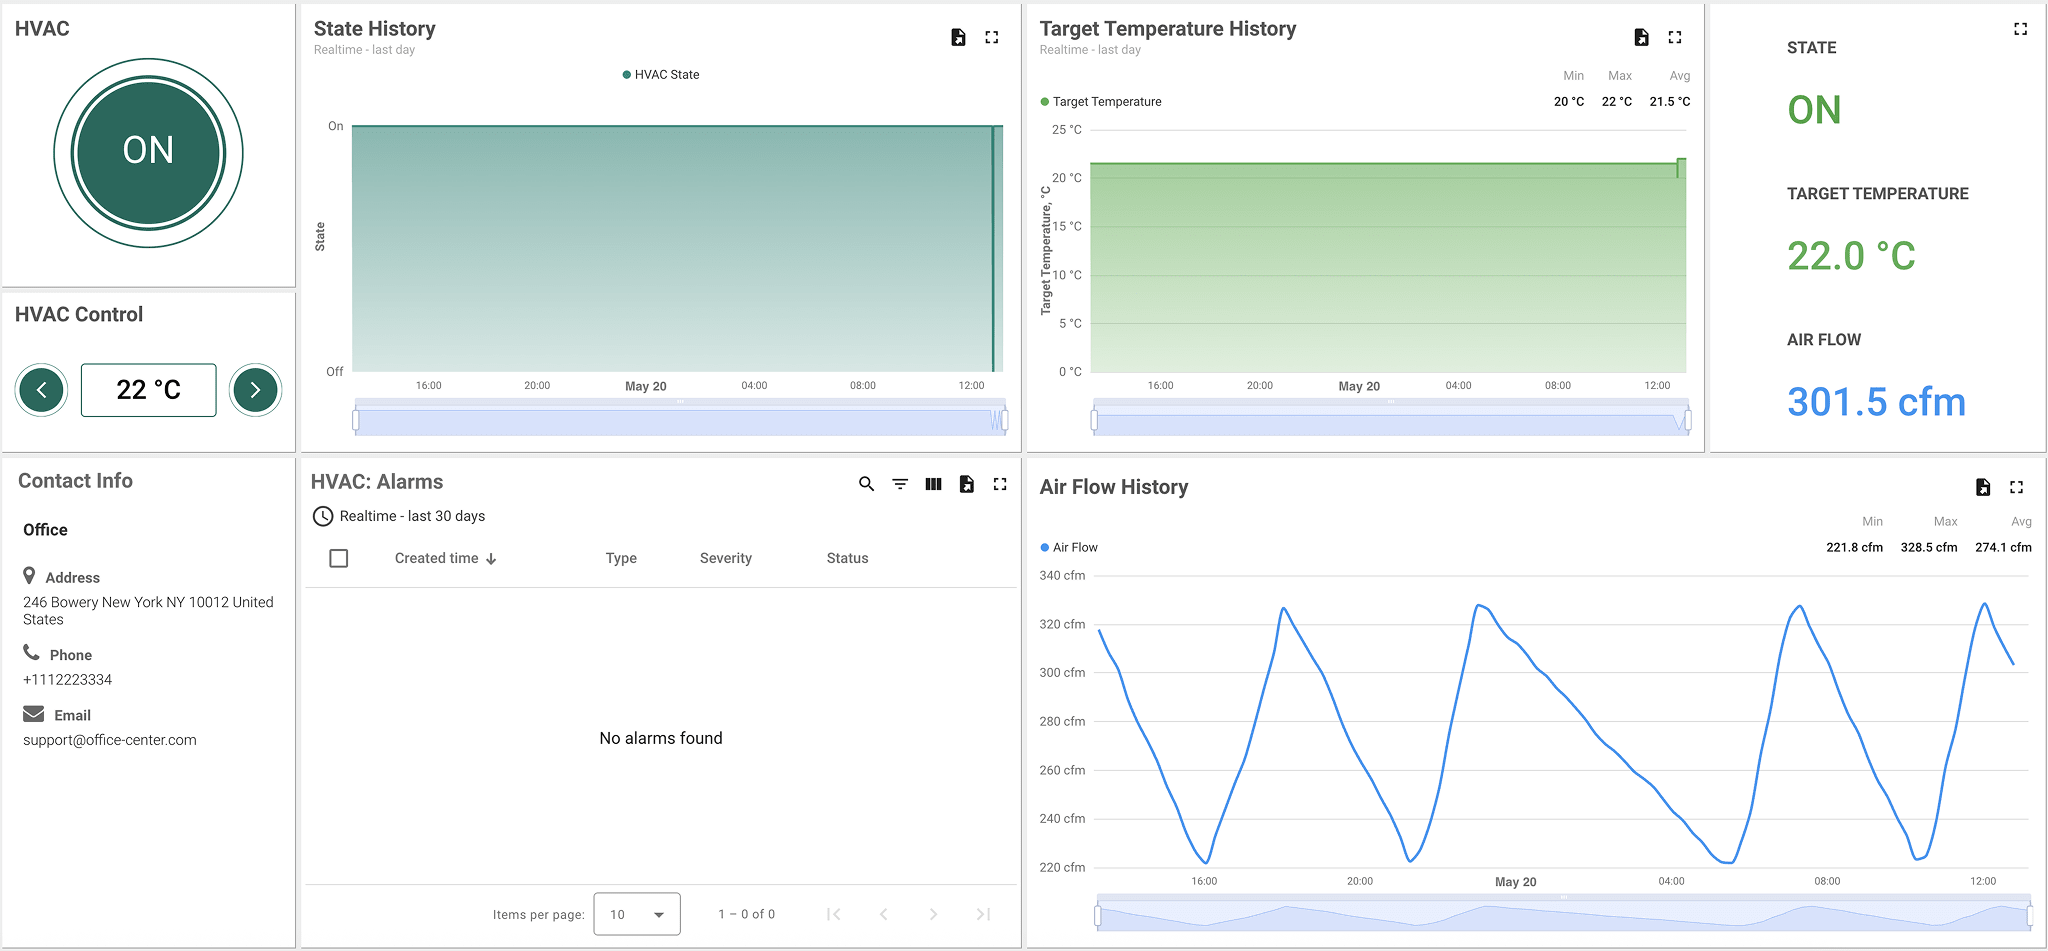 HVAC
ON
HVAC Control
22 °C
State History
Realtime - last day
HVAC State
On
State
Off
16:00 20:00 May 20 04:00 08:00 12:00
Target Temperature History
Realtime - last day
Min Max Avg
Target Temperature 20 °C 22 °C 21.5 °C
25 °C
20 °C
15 °C
10 °C
5 °C
0 °C
Target Temperature, °C
16:00 20:00 May 20 04:00 08:00 12:00
STATE
ON
TARGET TEMPERATURE
22.0 °C
AIR FLOW
301.5 cfm
Contact Info
Office
Address
246 Bowery New York NY 10012 United
States
Phone
+1112223334
Email
support@office-center.com
HVAC: Alarms
Realtime - last 30 days
Created time Type Severity Status
No alarms found
Items per page: 10 1 – 0 of 0
Air Flow History
Min Max Avg
Air Flow 221.8 cfm 328.5 cfm 274.1 cfm
340 cfm
320 cfm
300 cfm
280 cfm
260 cfm
240 cfm
220 cfm
16:00 20:00 May 20 04:00 08:00 12:00